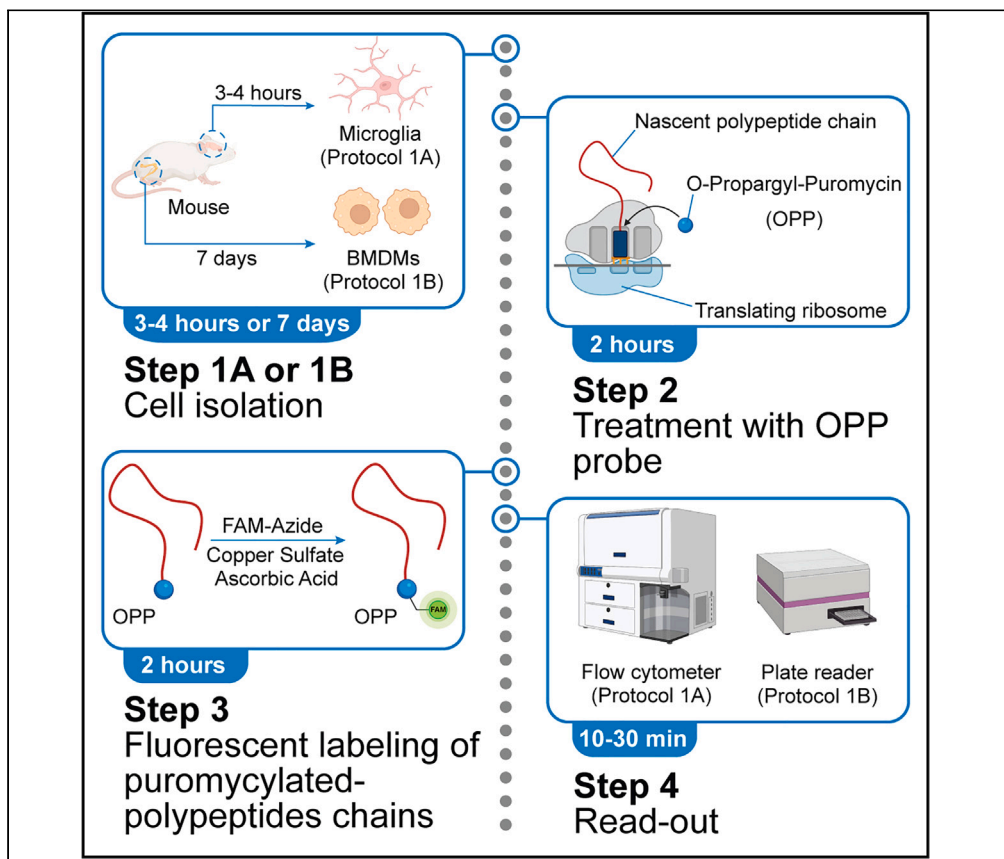 3-4 hours
Microglia
(Protocol 1A)
Mouse
7 days
BMDMs
(Protocol 1B)
3-4 hours or 7 days
Step 1A or 1B
Cell isolation
Nascent polypeptide chain
O-Propargyl-Puromycin
(OPP)
Translating ribosome
2 hours
Step 2
Treatment with OPP
probe
FAM-Azide
Copper Sulfate
Ascorbic Acid
OPP
OPP
FAM
2 hours
Step 3
Fluorescent labeling of
puromycylated-
polypeptides chains
Flow cytometer
(Protocol 1A)
Plate reader
(Protocol 1B)
10-30 min
Step 4
Read-out